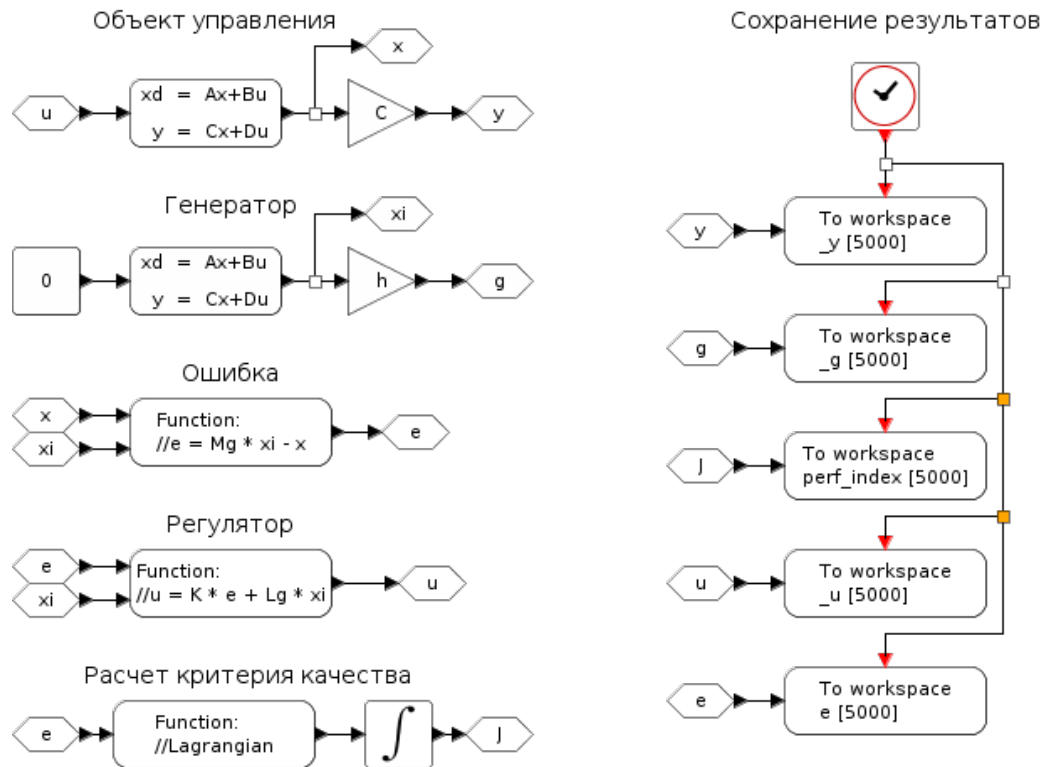 Объект управления
x
u
xd = Ax+Bu
y = Cx+Du
C
y
Генератор
xi
0
xd = Ax+Bu
y = Cx+Du
h
g
Ошибка
x
xi
Function:
//e = Mg * xi - x
e
Регулятор
e
xi
Function:
//u = K * e + Lg * xi
u
Расчет критерия качества
e
Function:
//Lagrangian
∫
J
Сохранение результатов
y
To workspace
_y [5000]
g
To workspace
_g [5000]
J
To workspace
perf_index [5000]
u
To workspace
_u [5000]
e
To workspace
e [5000]